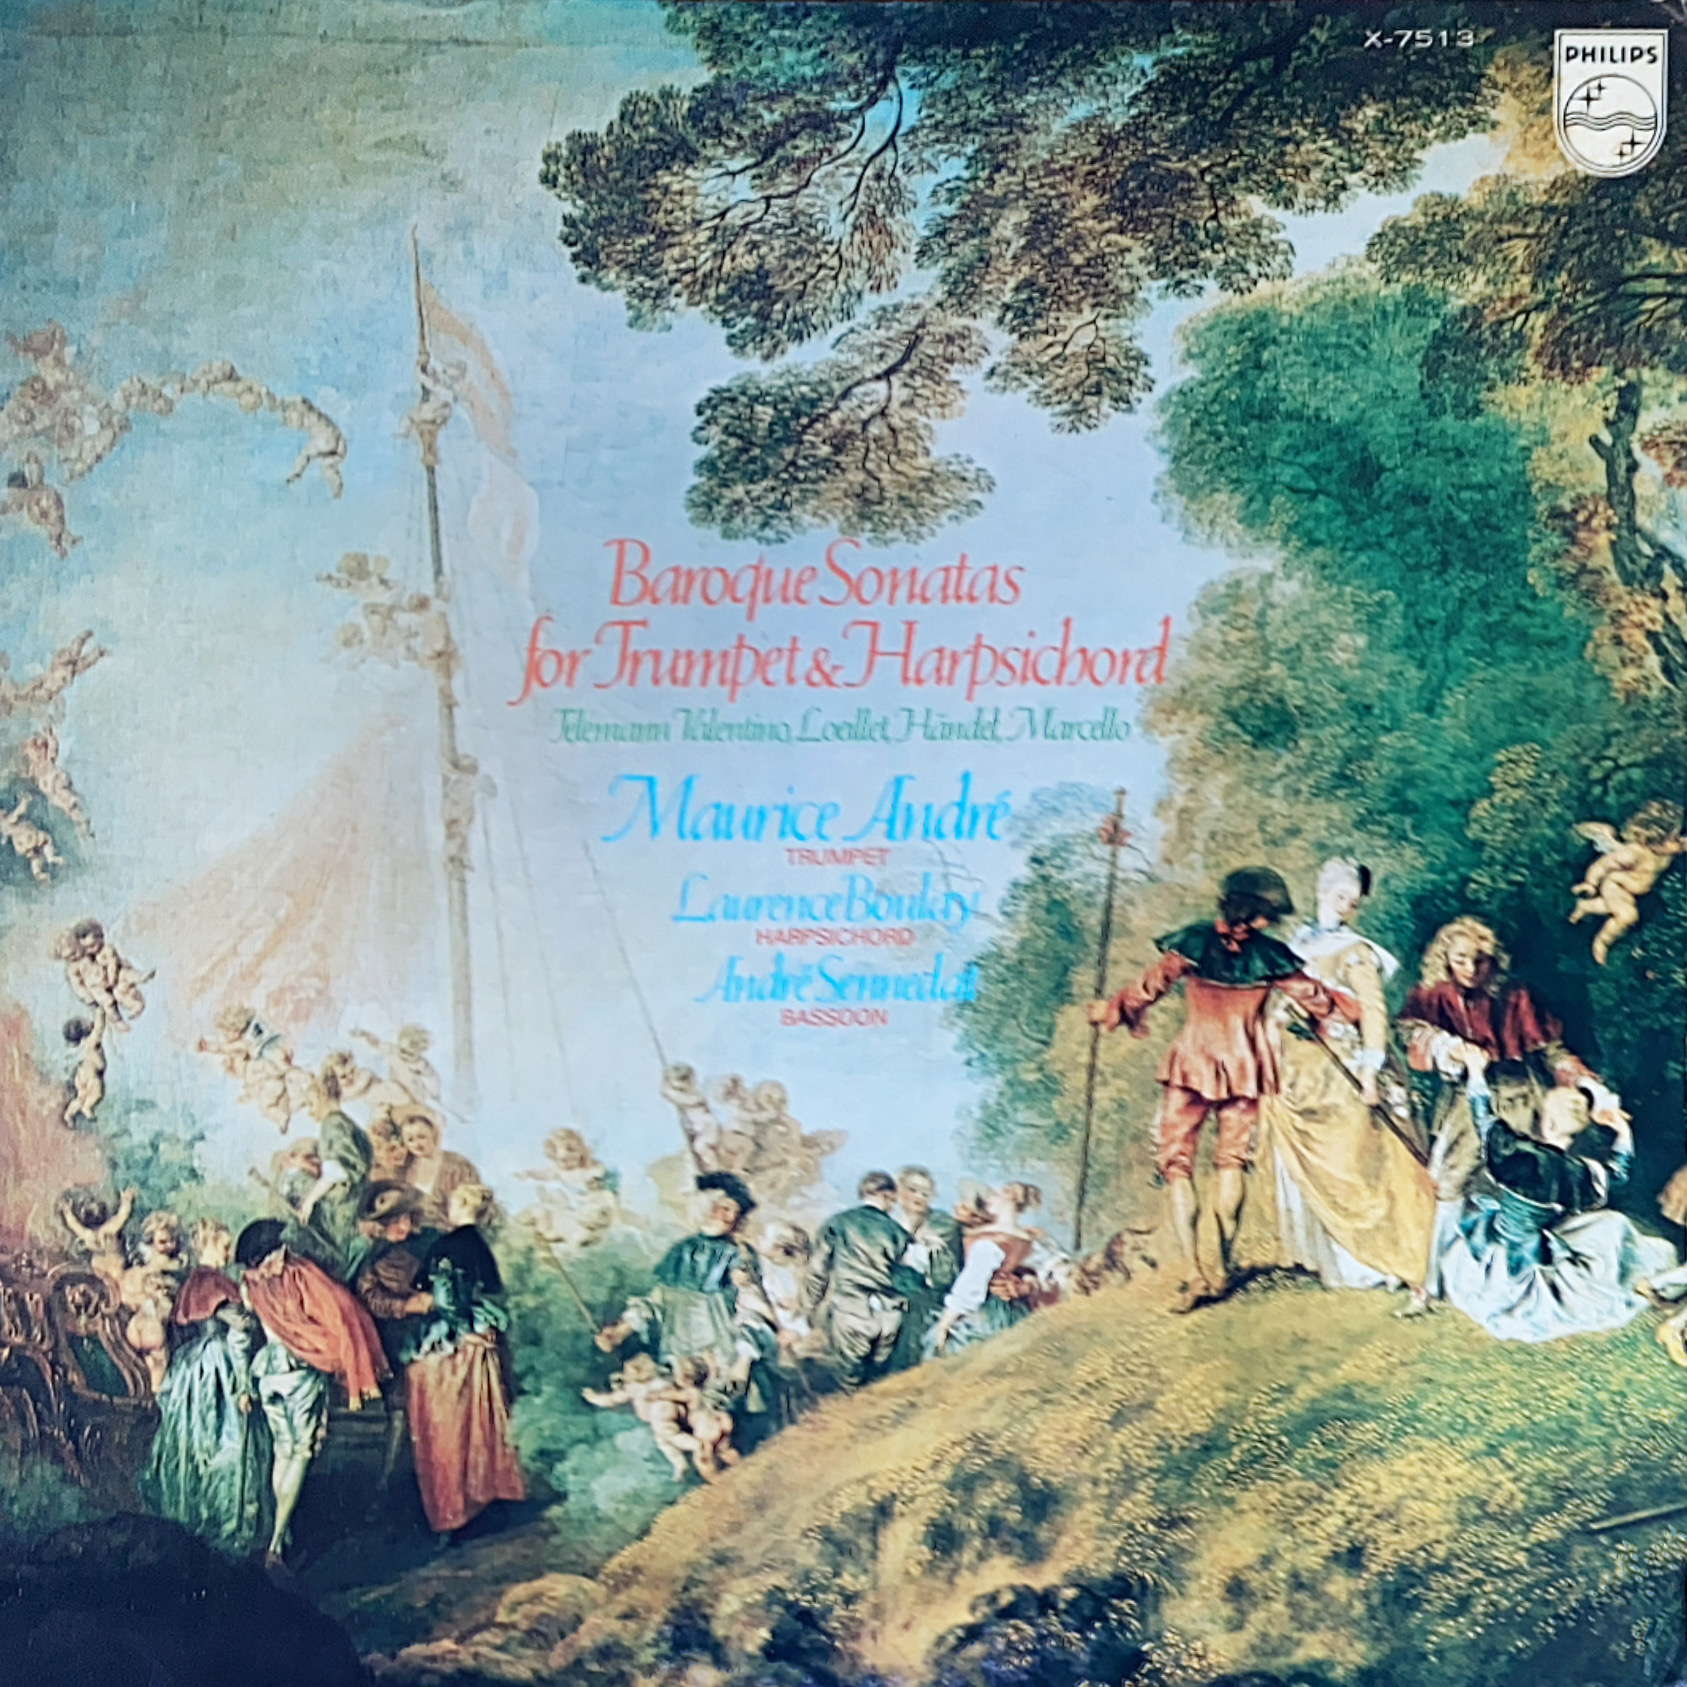 X-7513
PHILIPS
Baroque Sonatas
for Trumpet & Harpsichord
Telemann, Valentino, Loeillet, Händel, Marcello
Maurice André
TRUMPET
Laurence Boulay
HARPSICHORD
André Sennedat
BASSOON